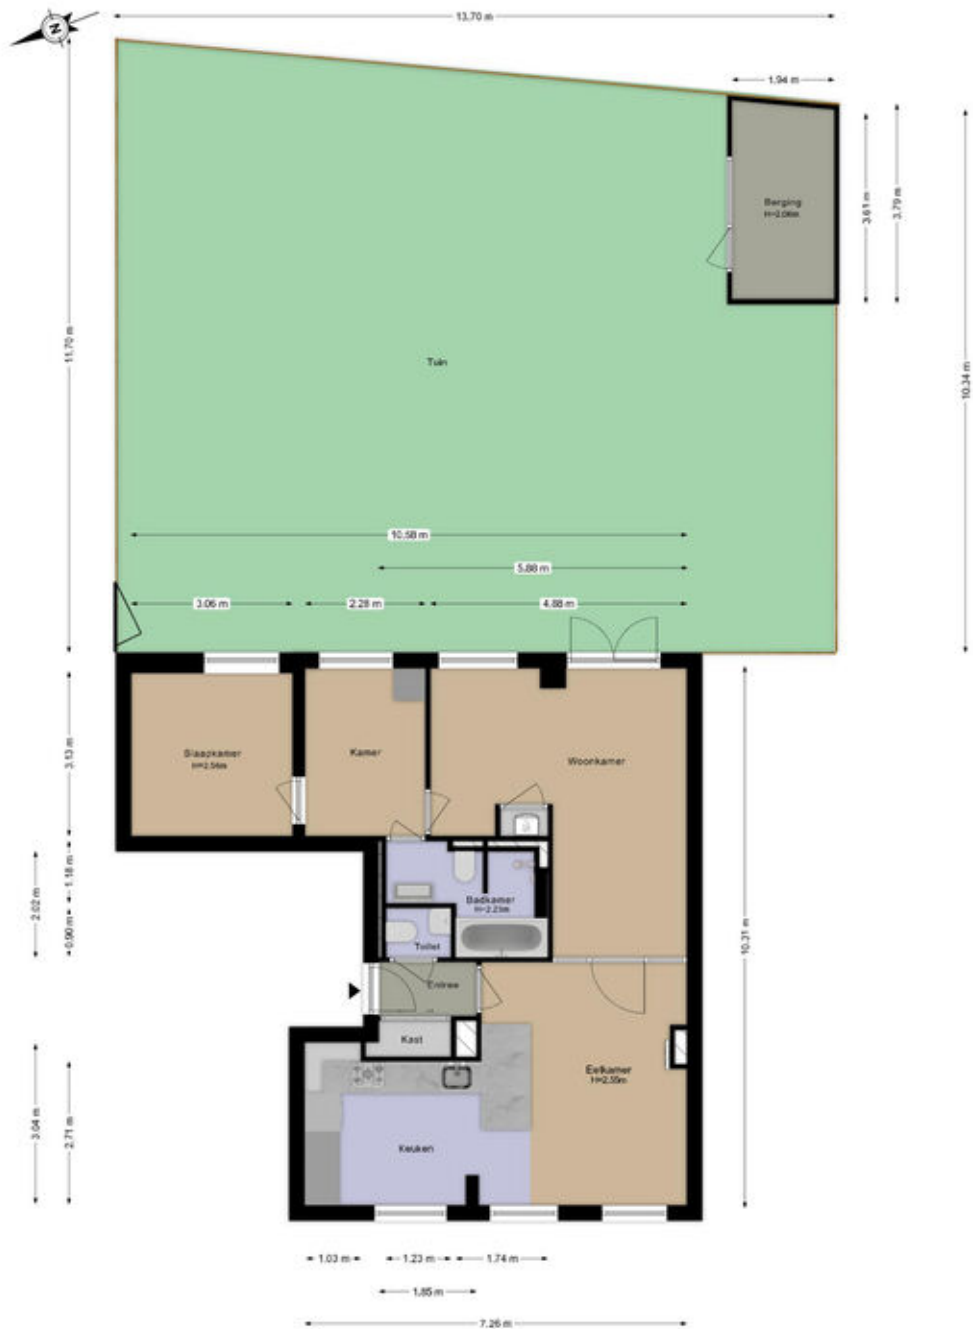 N
13.70 m
1.94 m
Berging
H=2.06m
3.61 m
3.79 m
11.70 m
10.34 m
Tuin
10.58 m
5.88 m
3.06 m
2.28 m
4.88 m
Slaapkamer
H=2.56m
Kamer
Woonkamer
3.13 m
1.18 m
2.02 m
0.90 m
Badkamer
H=2.23m
Toilet
Entree
10.31 m
Kast
Eetkamer
H=2.55m
3.04 m
2.71 m
Keuken
1.03 m
1.23 m
1.74 m
1.85 m
7.26 m